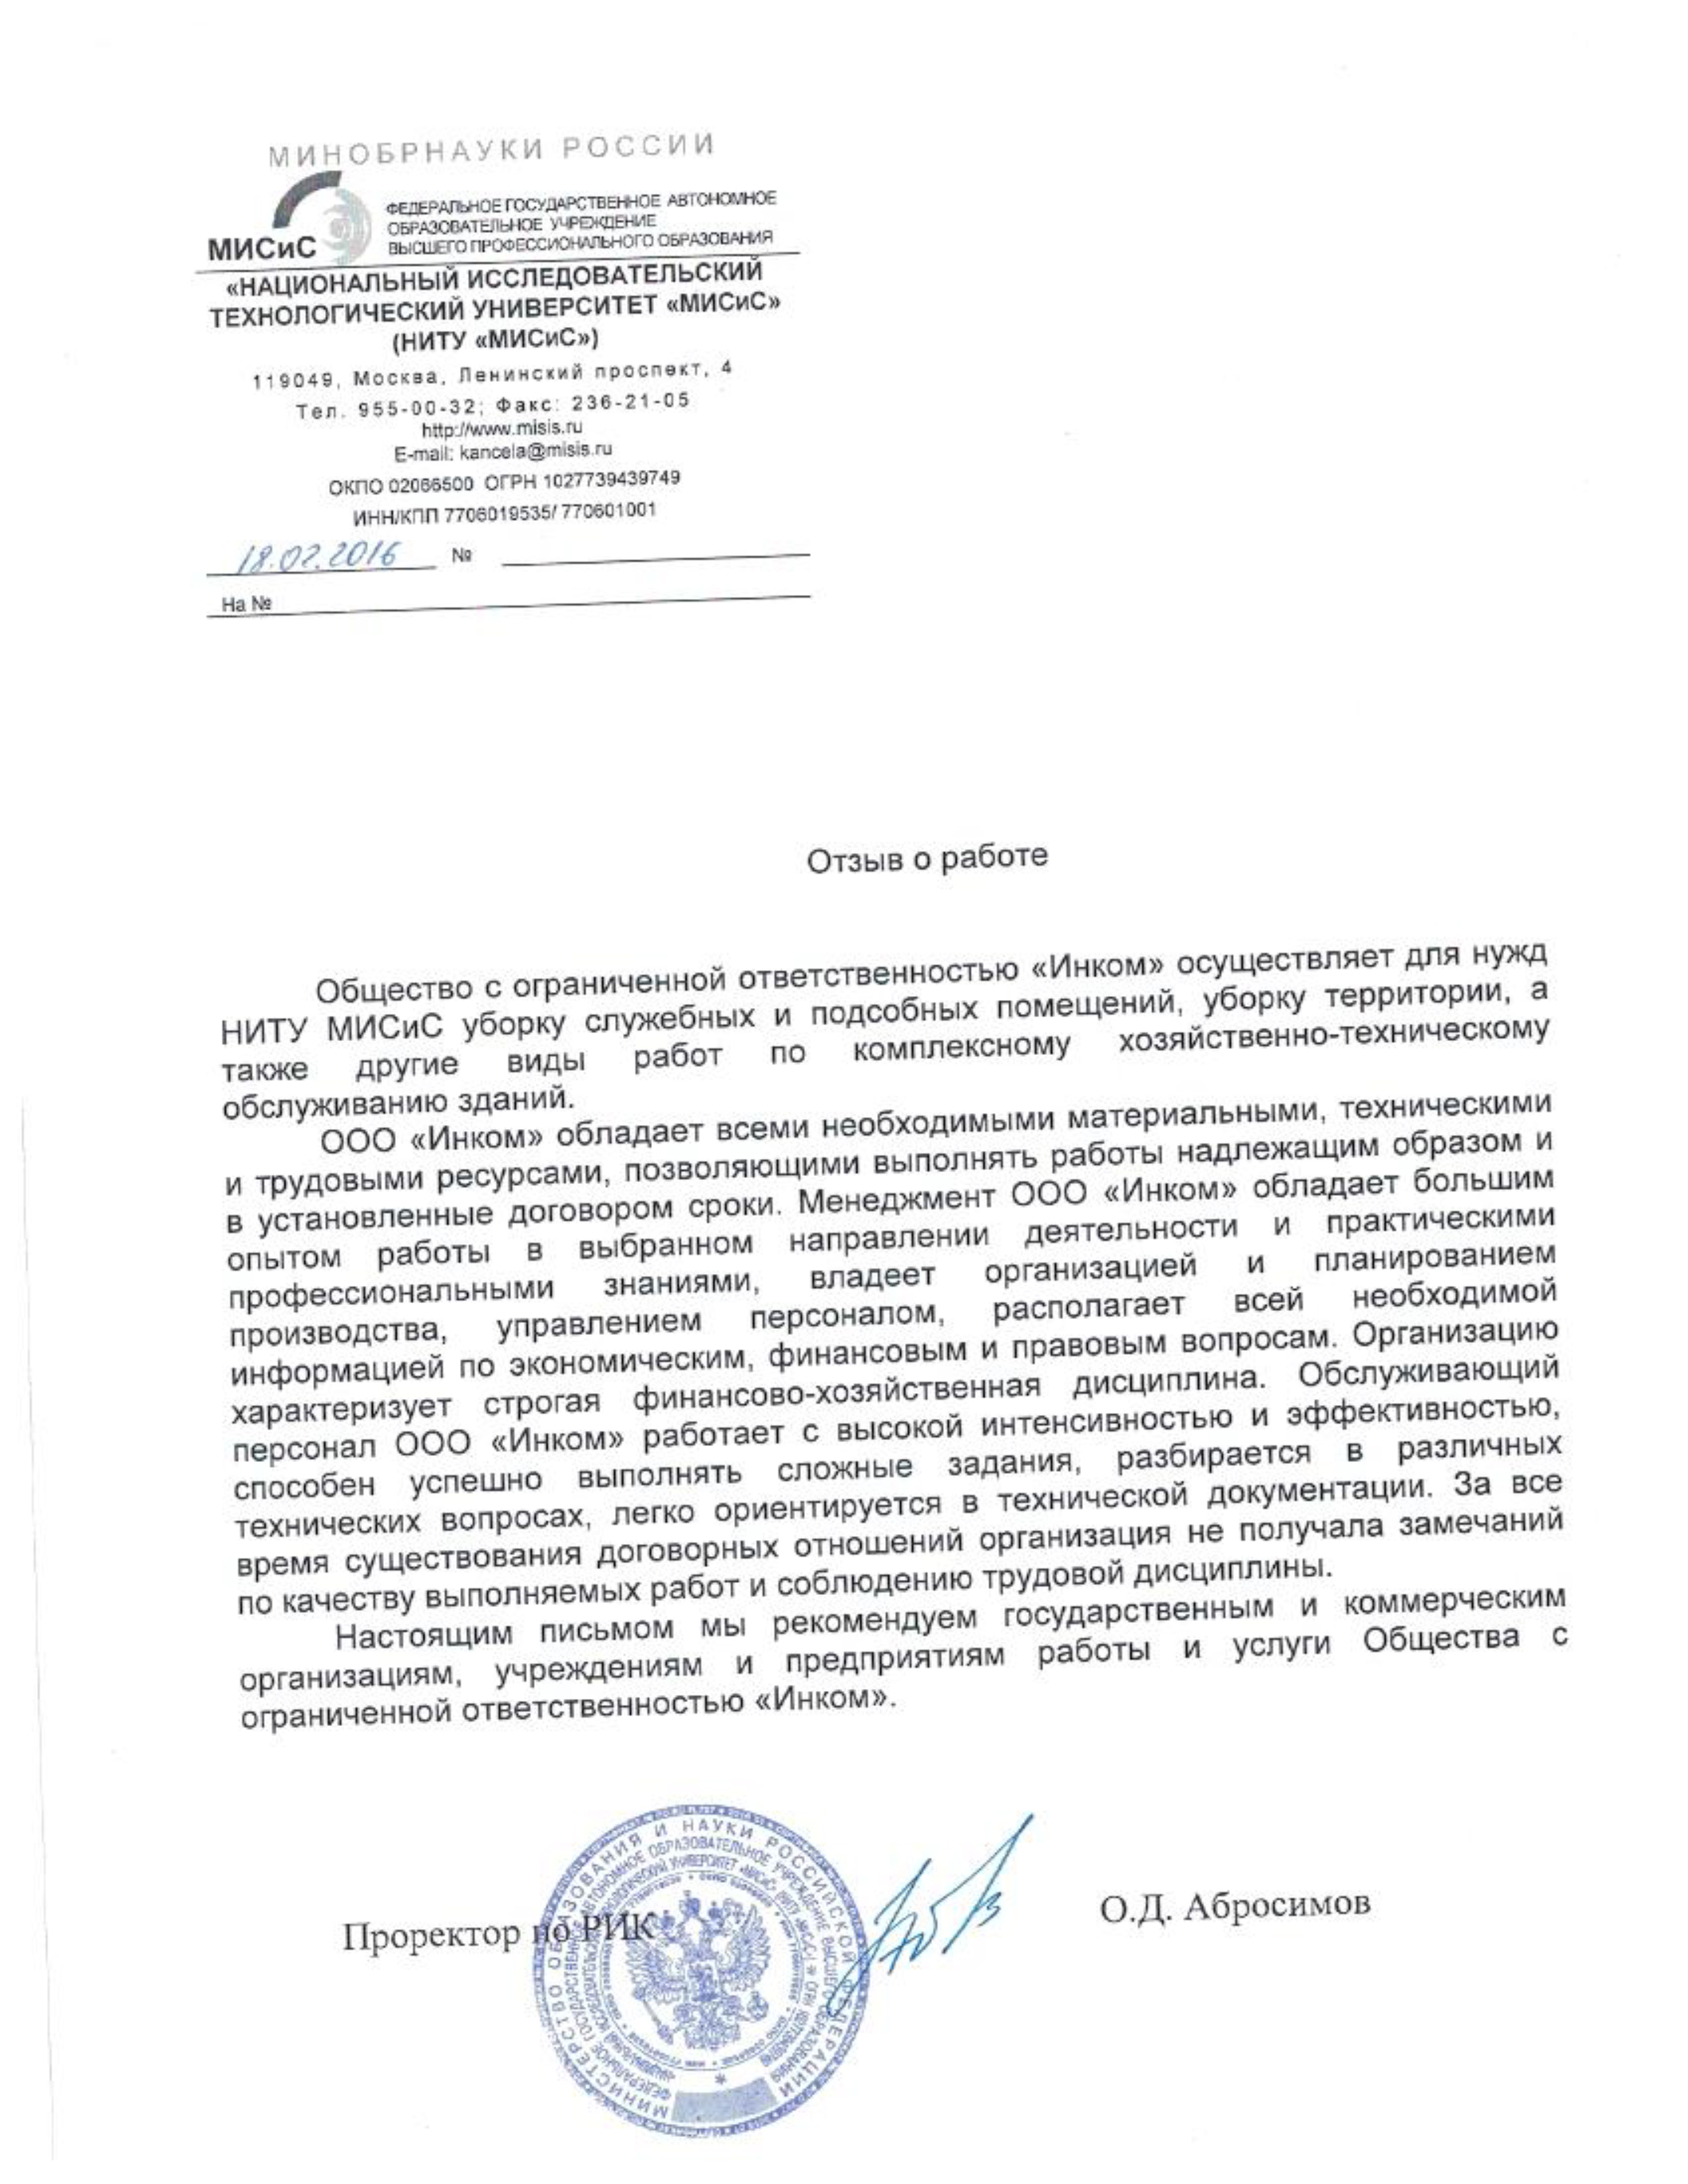 МИНОБРНАУКИ РОССИИ
МИСиС
ФЕДЕРАЛЬНОЕ ГОСУДАРСТВЕННОЕ АВТОНОМНОЕ
ОБРАЗОВАТЕЛЬНОЕ УЧРЕЖДЕНИЕ
ВЫСШЕГО ПРОФЕССИОНАЛЬНОГО ОБРАЗОВАНИЯ
«НАЦИОНАЛЬНЫЙ ИССЛЕДОВАТЕЛЬСКИЙ
ТЕХНОЛОГИЧЕСКИЙ УНИВЕРСИТЕТ «МИСиС»
(НИТУ «МИСиС»)
119049, Москва, Ленинский проспект, 4
Тел. 955-00-32; Факс: 236-21-05
http://www.misis.ru
E-mail: kancela@misis.ru
ОКПО 02066500 ОГРН 1027739439749
ИНН/КПП 7706019535/ 770601001
18.02.2016 №
На №
Отзыв о работе
Общество с ограниченной ответственностью «Инком» осуществляет для нужд
НИТУ МИСиС уборку служебных и подсобных помещений, уборку территории, а
также другие виды работ по комплексному хозяйственно-техническому
обслуживанию зданий.
ООО «Инком» обладает всеми необходимыми материальными, техническими
и трудовыми ресурсами, позволяющими выполнять работы надлежащим образом и
в установленные договором сроки. Менеджмент ООО «Инком» обладает большим
опытом работы в выбранном направлении деятельности и практическими
профессиональными знаниями, владеет организацией и планированием
производства, управлением персоналом, располагает всей необходимой
информацией по экономическим, финансовым и правовым вопросам. Организацию
характеризует строгая финансово-хозяйственная дисциплина. Обслуживающий
персонал ООО «Инком» работает с высокой интенсивностью и эффективностью,
способен успешно выполнять сложные задания, разбирается в различных
технических вопросах, легко ориентируется в технической документации. За все
время существования договорных отношений организация не получала замечаний
по качеству выполняемых работ и соблюдению трудовой дисциплины.
Настоящим письмом мы рекомендуем государственным и коммерческим
организациям, учреждениям и предприятиям работы и услуги Общества с
ограниченной ответственностью «Инком».
Проректор по РИК
О.Д. Абросимов
МИНИСТЕРСТВО ОБРАЗОВАНИЯ И НАУКИ РОССИЙСКОЙ ФЕДЕРАЦИИ
ФЕДЕРАЛЬНОЕ ГОСУДАРСТВЕННОЕ АВТОНОМНОЕ ОБРАЗОВАТЕЛЬНОЕ УЧРЕЖДЕНИЕ ВЫСШЕГО ОБРАЗОВАНИЯ